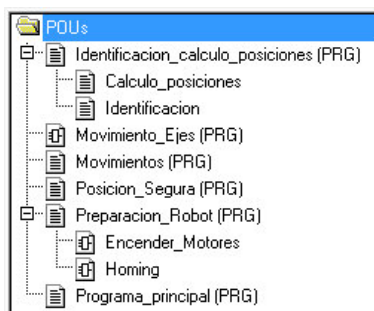 POUs
Identificacion_calculo_posiciones (PRG)
Calculo_posiciones
Identificacion
Movimiento_Ejes (PRG)
Movimientos (PRG)
Posicion_Segura (PRG)
Preparacion_Robot (PRG)
Encender_Motores
Homing
Programa_principal (PRG)